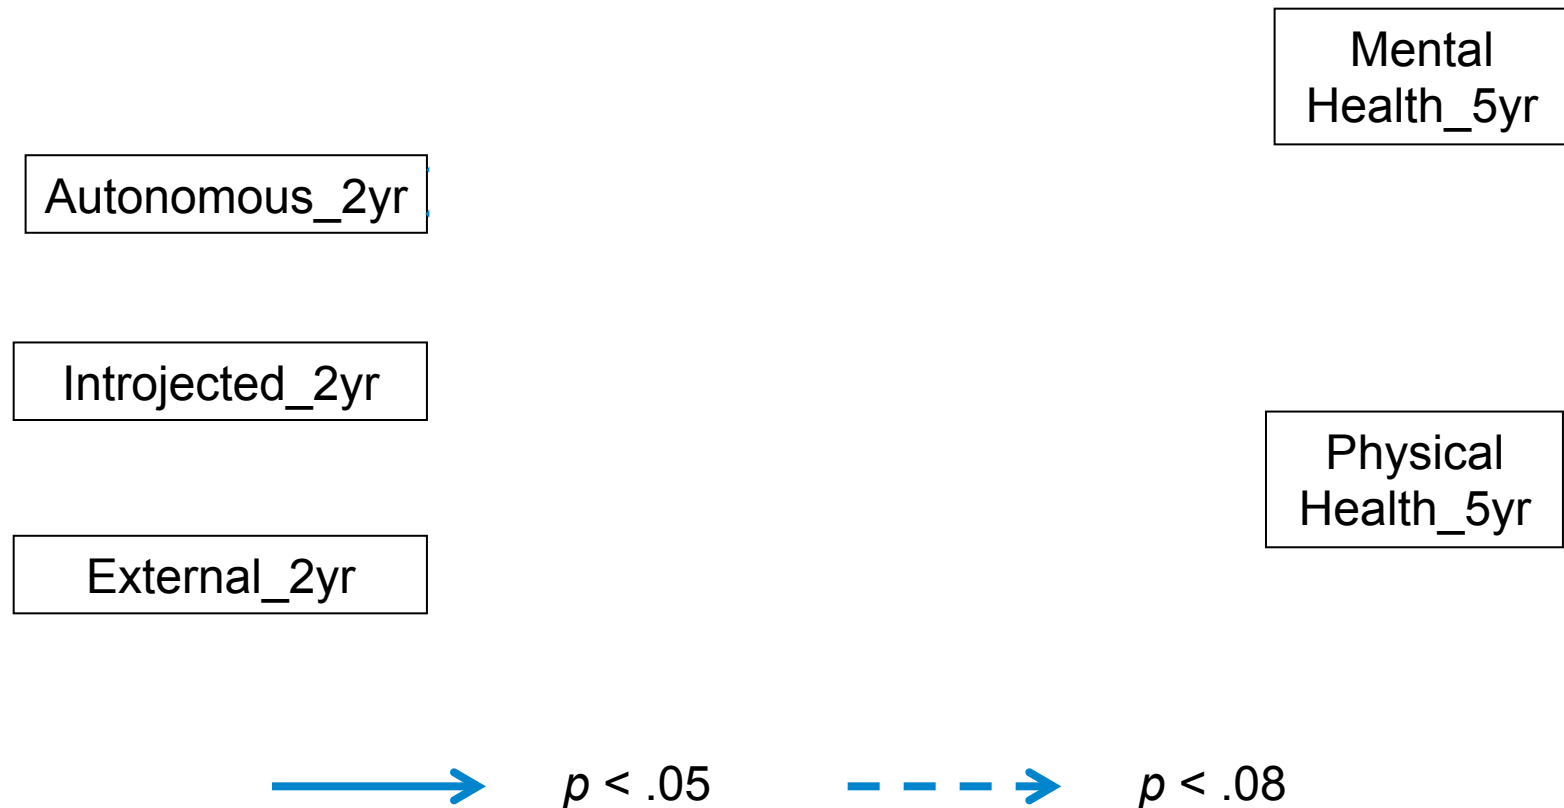 Mental
Health_5yr
Autonomous_2yr
Introjected_2yr
Physical
Health_5yr
External_2yr
p < .05
p < .08